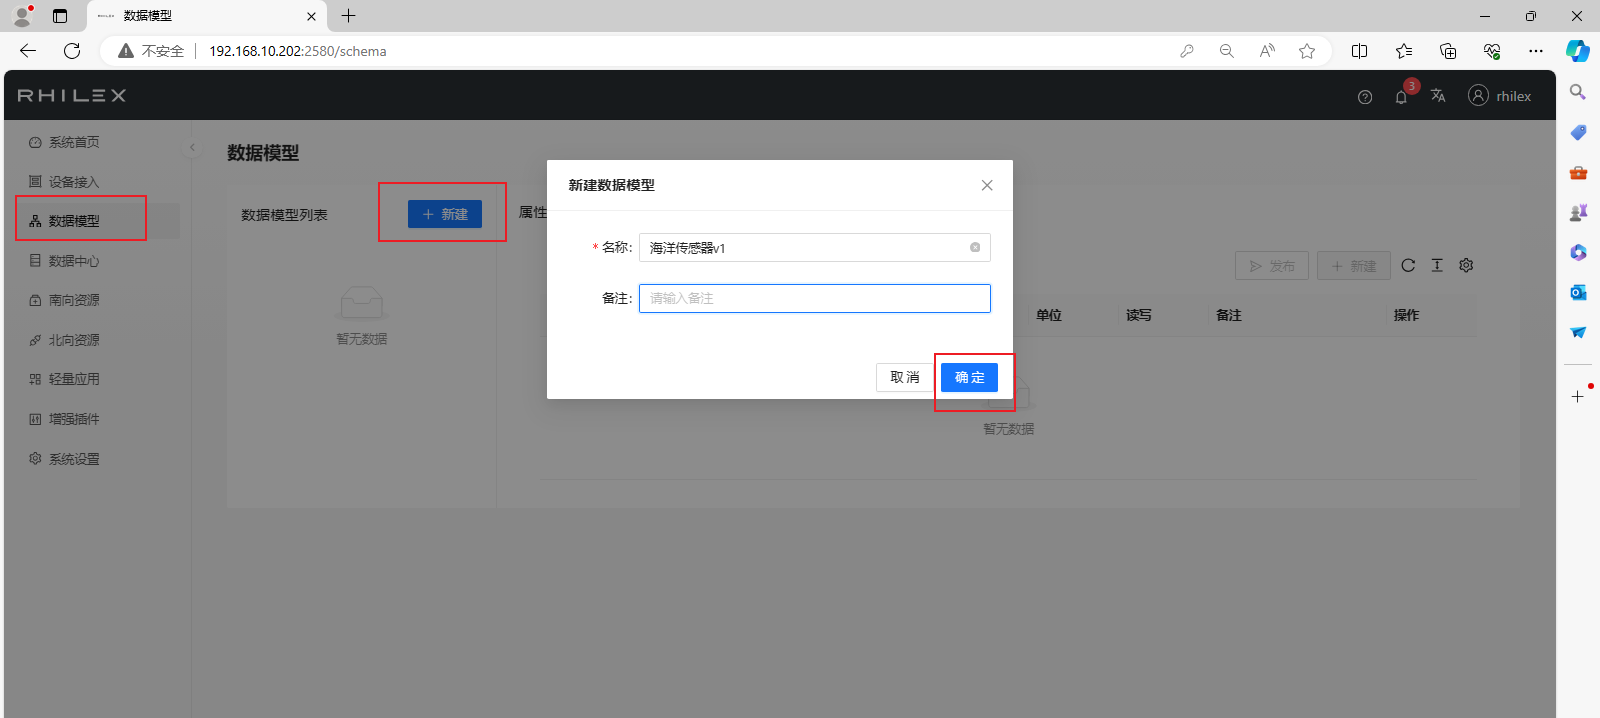 数据模型
不安全
192.168.10.202:2580/schema
RHILEX
3
rhilex
系统首页
设备接入
数据模型
数据中心
南向资源
北向资源
轻量应用
增强插件
系统设置
数据模型
数据模型列表
+ 新建
暂无数据
属性
发布
+ 新建
单位 读写 备注 操作
暂无数据
新建数据模型
* 名称: 海洋传感器v1
备注: 请输入备注
取 消 确 定